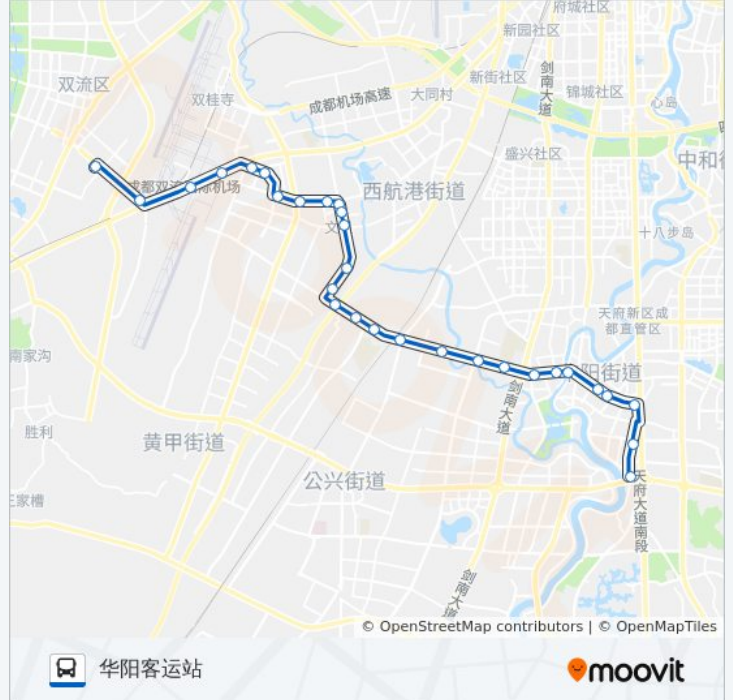 府城社区
新园社区
剑南大道
新街社区
双流区
双桂寺
成都机场高速
大同村
锦城社区
心岛
盛兴社区
中和
成都双流国际机场
西航港街道
文
十八步岛
天府新区成
都直管区
南家沟
阳街道
剑南大道
胜利
黄甲街道
公兴街道
天府大道南段
王家槽
剑南大道
© OpenStreetMap contributors | © OpenMapTiles
华阳客运站
moovit